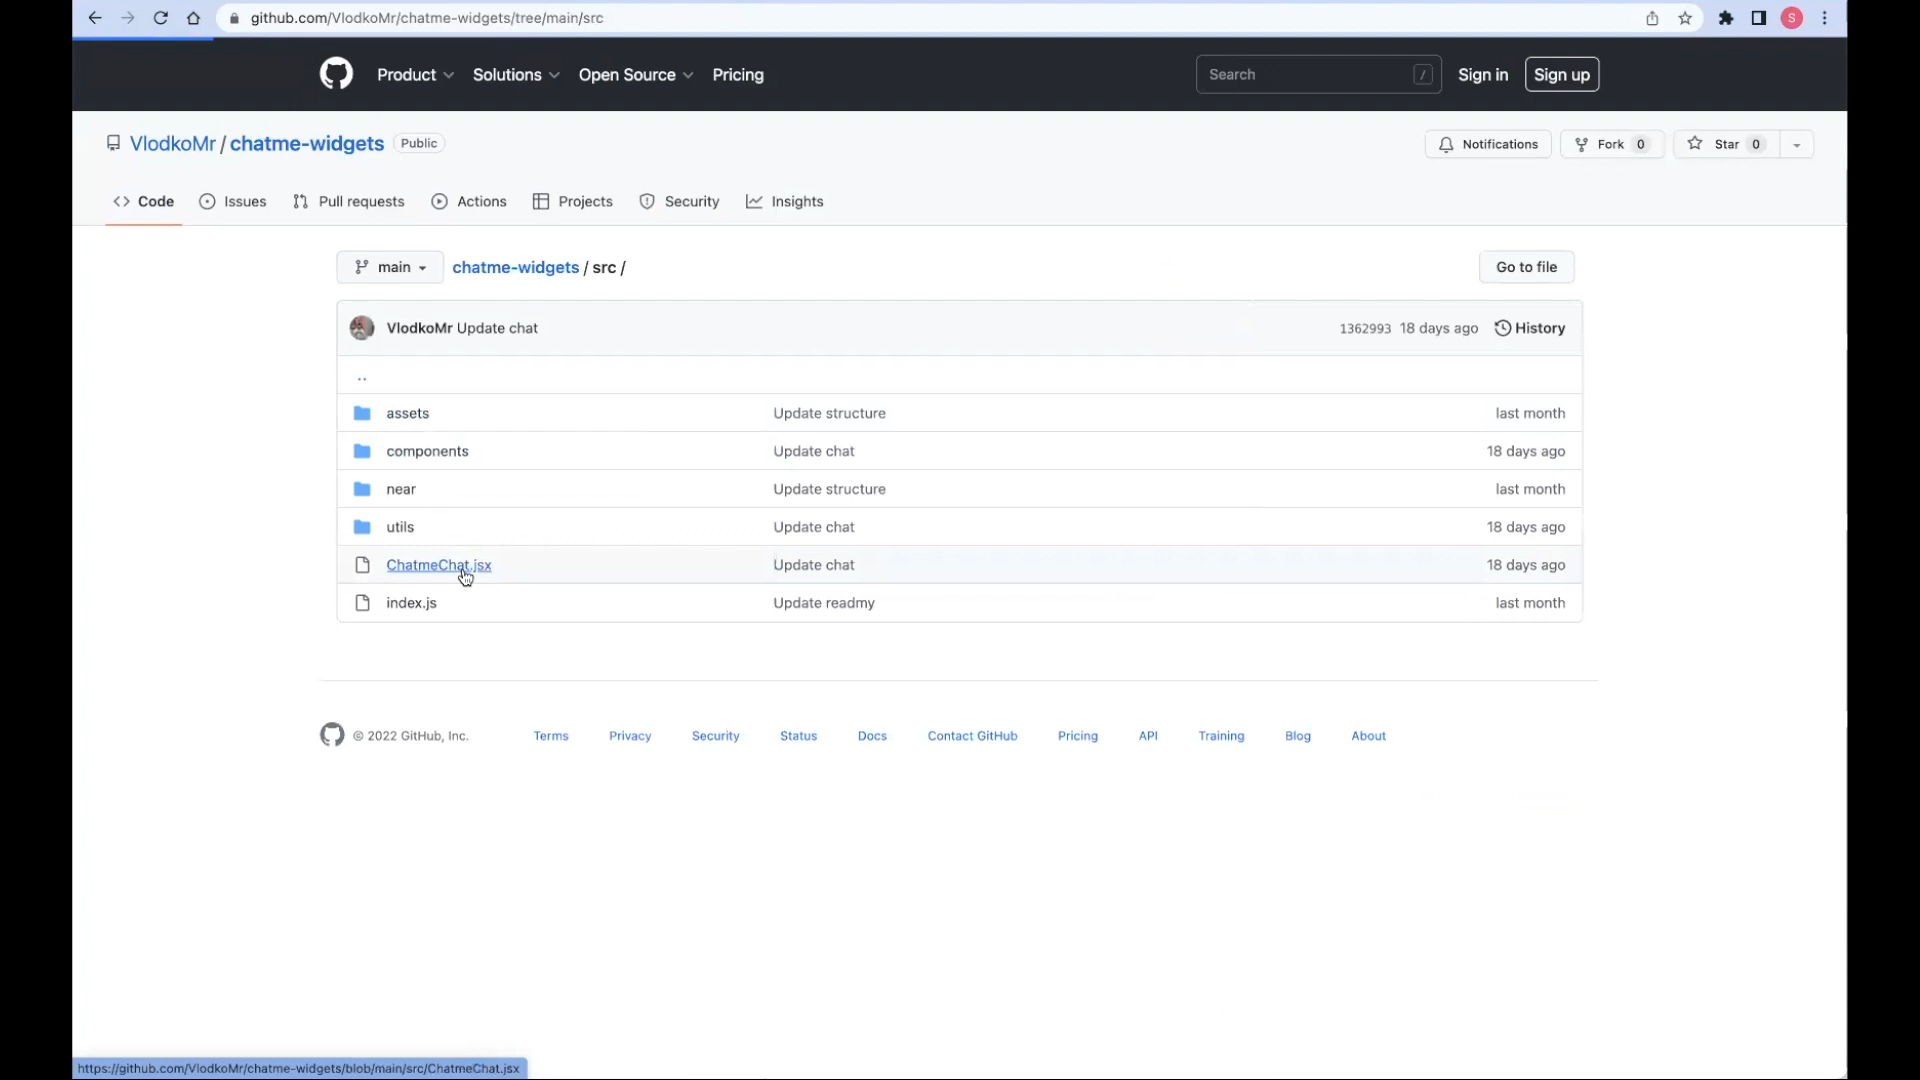 github.com/VlodkoMr/chatme-widgets/tree/main/src
S
Product Solutions Open Source Pricing Search / Sign in Sign up
VlodkoMr / chatme-widgets Public Notifications Fork 0 Star 0
Code Issues Pull requests Actions Projects Security Insights
main chatme-widgets / src / Go to file
VlodkoMr Update chat 1362993 18 days ago History
..
assets Update structure last month
components Update chat 18 days ago
near Update structure last month
utils Update chat 18 days ago
ChatmeChat.jsx Update chat 18 days ago
index.js Update readmy last month
© 2022 GitHub, Inc. Terms Privacy Security Status Docs Contact GitHub Pricing API Training Blog About
https://github.com/VlodkoMr/chatme-widgets/blob/main/src/ChatmeChat.jsx